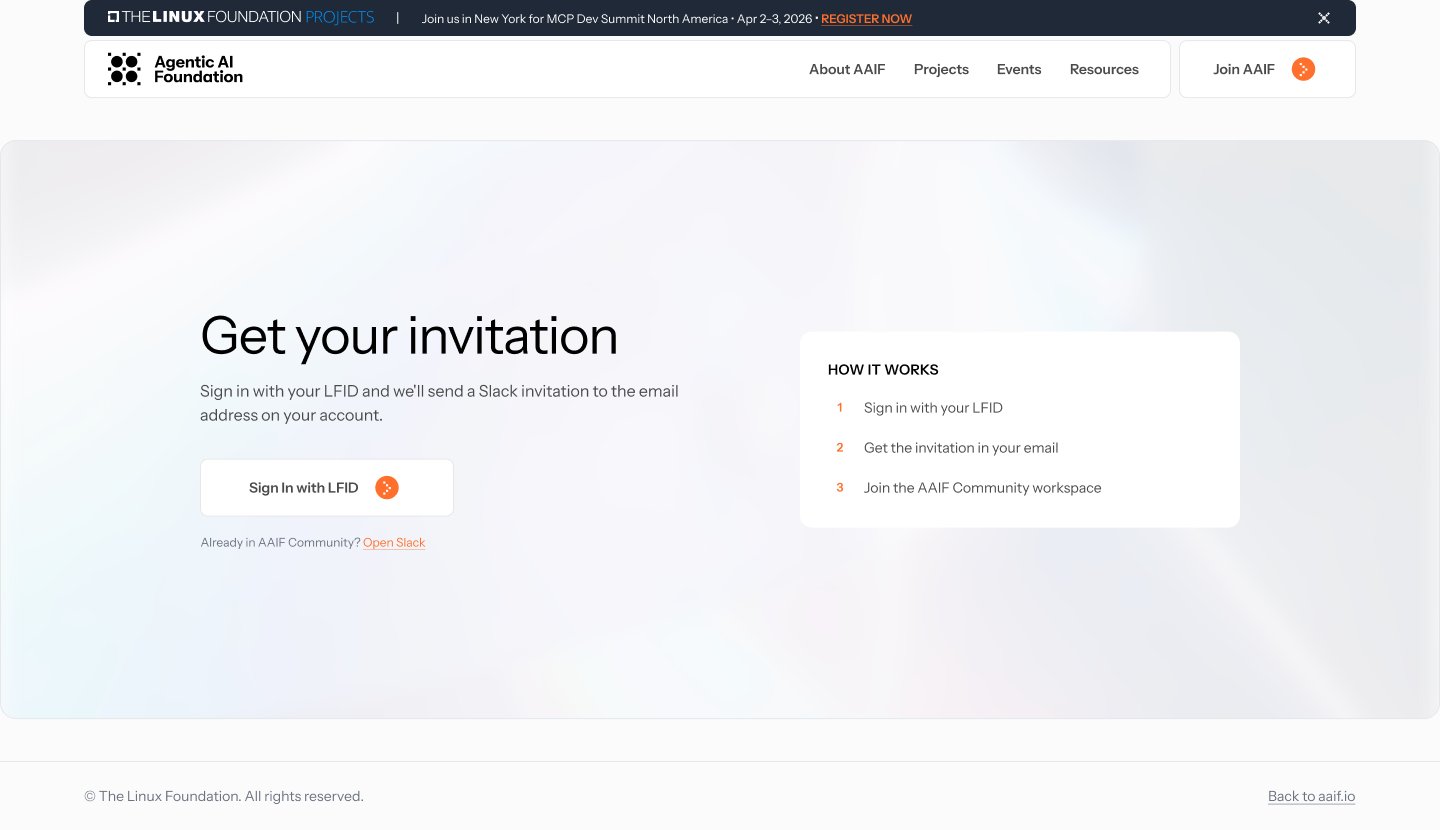 THE LINUX FOUNDATION PROJECTS | Join us in New York for MCP Dev Summit North America • Apr 2–3, 2026 • REGISTER NOW
Agentic AI
Foundation
About AAIF Projects Events Resources Join AAIF
Get your invitation
Sign in with your LFID and we'll send a Slack invitation to the email
address on your account.
Sign In with LFID
Already in AAIF Community? Open Slack
HOW IT WORKS
1 Sign in with your LFID
2 Get the invitation in your email
3 Join the AAIF Community workspace
© The Linux Foundation. All rights reserved.
Back to aaif.io